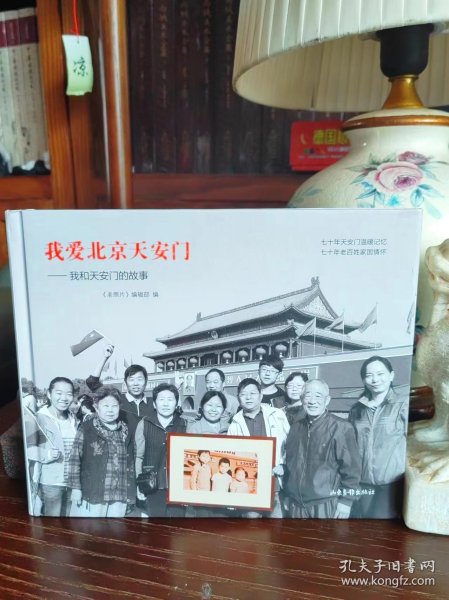 凉
德国
我爱北京天安门
——我和天安门的故事
《老照片》编辑部 编
七十年天安门温暖记忆
七十年老百姓家国情怀
山东画报出版社
孔夫子旧书网
www.kongfz.com